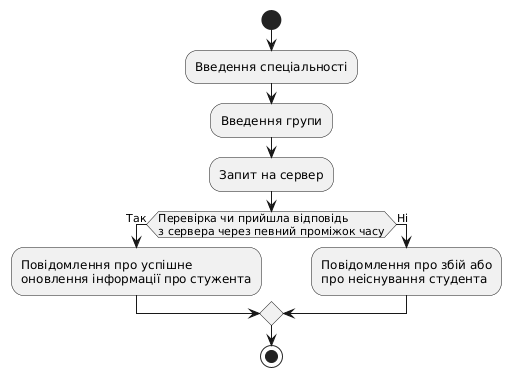 Введення спеціальності
Введення групи
Запит на сервер
Так
Перевірка чи прийшла відповідь
з сервера через певний проміжок часу
Ні
Повідомлення про успішне
оновлення інформації про стужента
Повідомлення про збій або
про неіснування студента